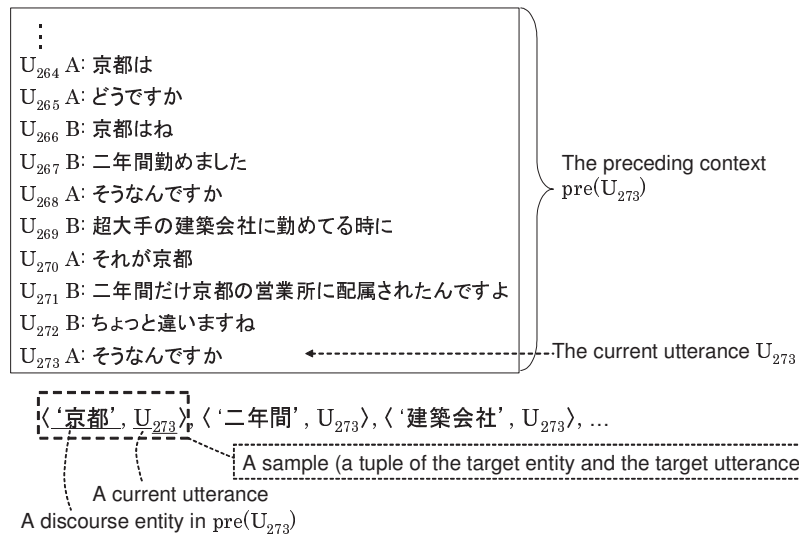 ⋮
U264 A: 京都は
U265 A: どうですか
U266 B: 京都はね
U267 B: 二年間勤めました
U268 A: そうなんですか
U269 B: 超大手の建築会社に勤めてる時に
U270 A: それが京都
U271 B: 二年間だけ京都の営業所に配属されたんですよ
U272 B: ちょっと違いますね
U273 A: そうなんですか
The preceding context
pre(U273)
The current utterance U273
⟨ ‘京都’, U273⟩, ⟨ ‘二年間’, U273⟩, ⟨ ‘建築会社’, U273⟩, ...
A sample (a tuple of the target entity and the target utterance
A current utterance
A discourse entity in pre(U273)